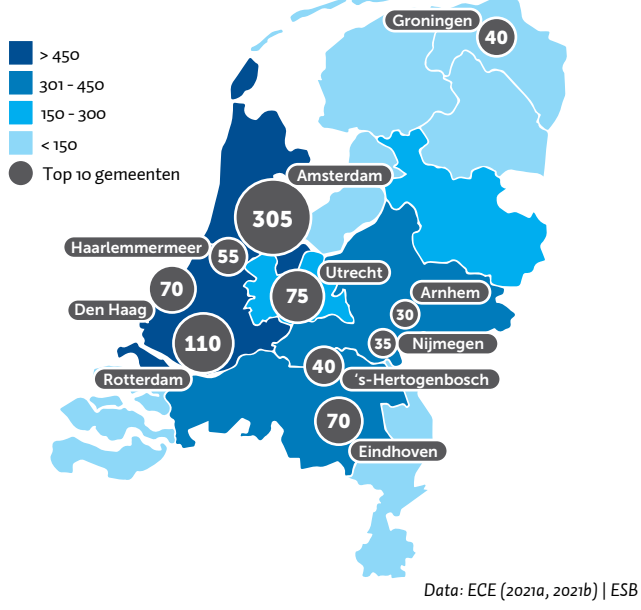 Groningen
40
> 450
301 - 450
150 - 300
< 150
Top 10 gemeenten
Amsterdam
305
Haarlemmermeer
55
Utrecht
75
70
Den Haag
Arnhem
30
110
Rotterdam
35
Nijmegen
40
‘s-Hertogenbosch
70
Eindhoven
Data: ECE (2021a, 2021b) | ESB